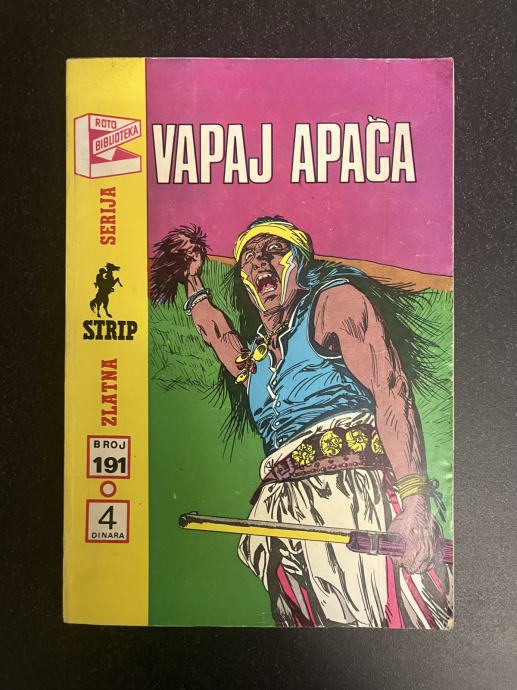 ROTO
BIBLIOTEKA
VAPAJ APAČA
ZLATNA
STRIP
SERIJA
BROJ
191
4
DINARA